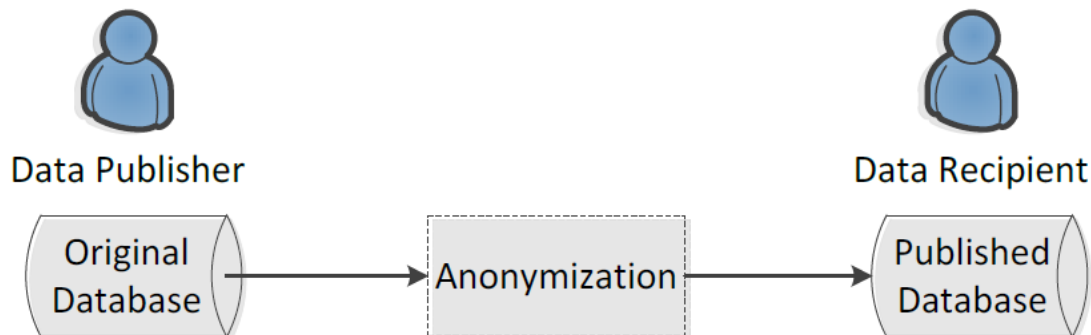 Data Publisher
Data Recipient
Original
Database
Anonymization
Published
Database